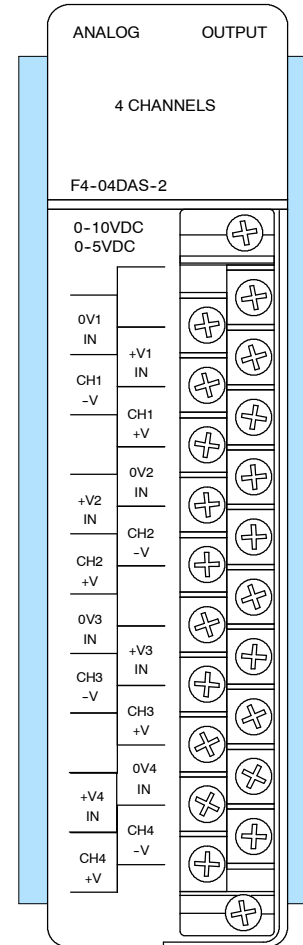 ANALOG OUTPUT
4 CHANNELS
F4-04DAS-2
0-10VDC
0-5VDC
0V1
IN
+V1
IN
CH1
-V
CH1
+V
0V2
IN
+V2
IN
CH2
-V
CH2
+V
0V3
IN
+V3
IN
CH3
-V
CH3
+V
0V4
IN
+V4
IN
CH4
-V
CH4
+V